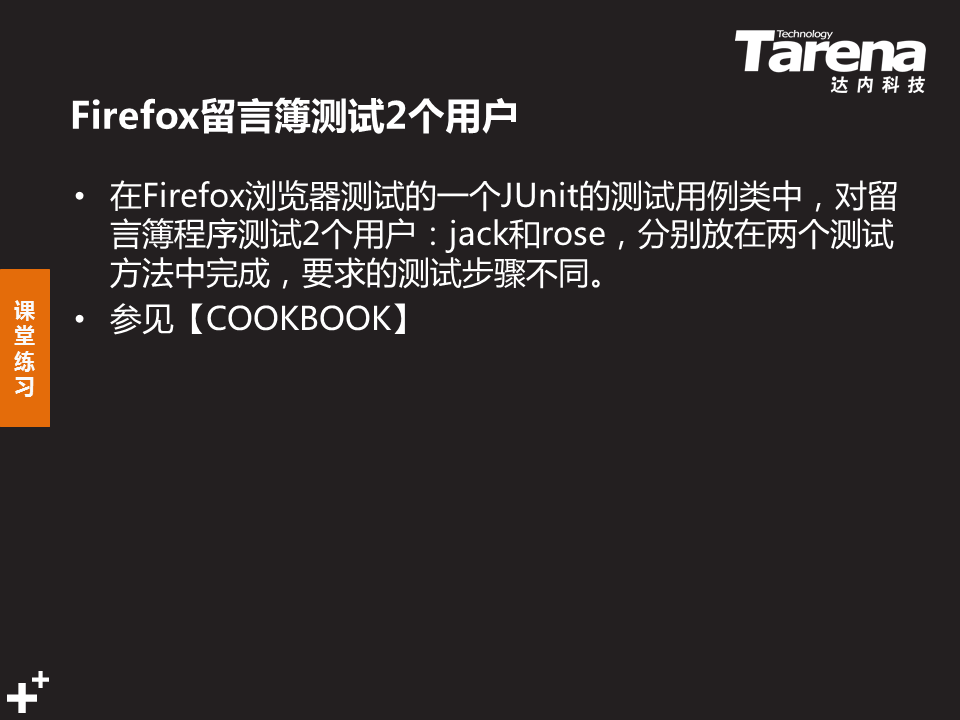 Technology
Tarena
达内科技
Firefox留言簿测试2个用户
• 在Firefox浏览器测试的一个JUnit的测试用例类中，对留
言簿程序测试2个用户：jack和rose，分别放在两个测试
方法中完成，要求的测试步骤不同。
• 参见【COOKBOOK】
课
堂
练
习